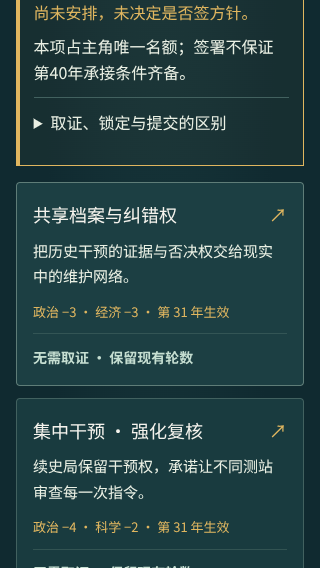 尚未安排，未决定是否签方针。
本项占主角唯一名额；签署不保证
第40年承接条件齐备。
▶ 取证、锁定与提交的区别
共享档案与纠错权 ↗
把历史干预的证据与否决权交给现实
中的维护网络。
政治 −3 · 经济 −3 · 第 31 年生效
无需取证 · 保留现有轮数
集中干预 · 强化复核 ↗
续史局保留干预权，承诺让不同测站
审查每一次指令。
政治 −4 · 科学 −2 · 第 31 年生效